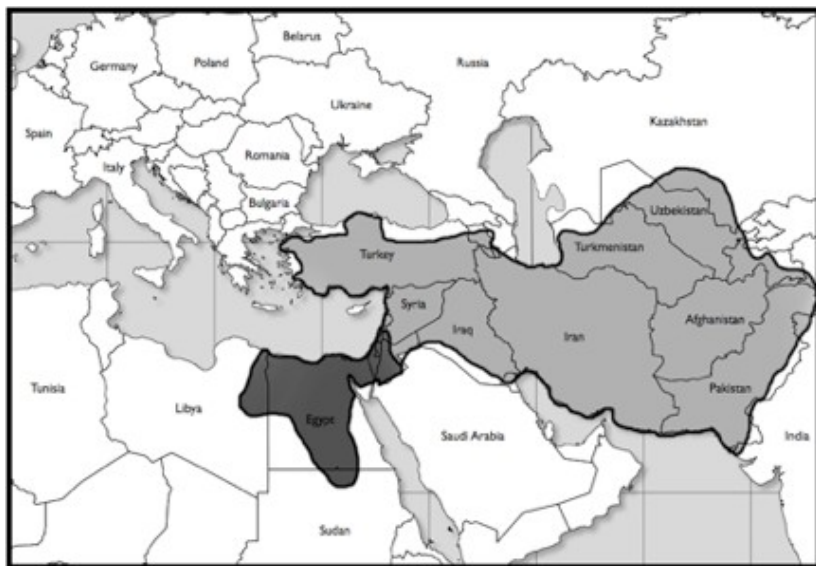 Belarus
Germany
Poland
Russia
Ukraine
Kazakhstan
Spain
Italy
Romania
Bulgaria
Uzbekistan
Turkey
Turkmenistan
Syria
Iraq
Iran
Afghanistan
Tunisia
Libya
Egypt
Pakistan
Saudi Arabia
India
Sudan